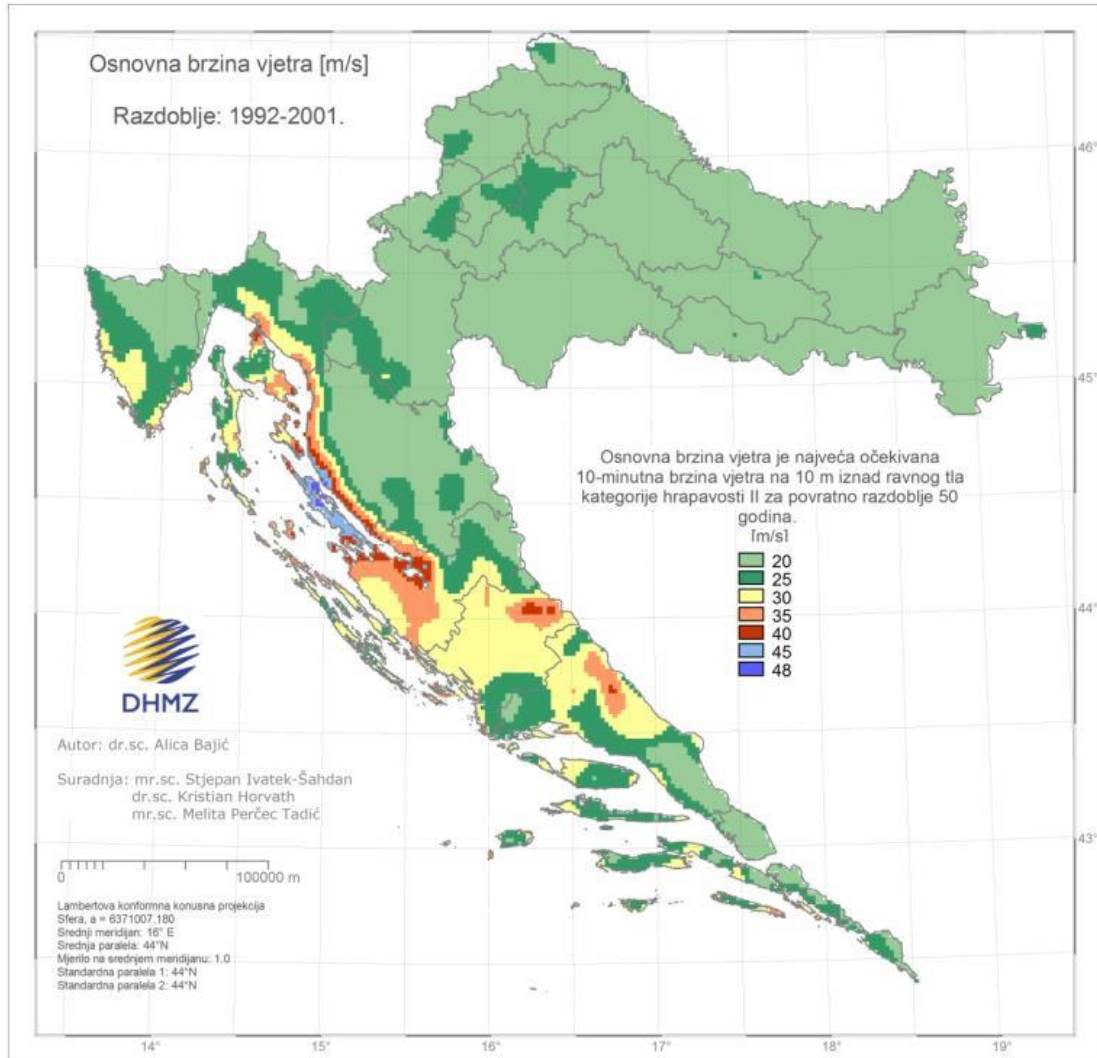 Osnovna brzina vjetra [m/s]
Razdoblje: 1992-2001.
46°
45°
Osnovna brzina vjetra je najveća očekivana
10-minutna brzina vjetra na 10 m iznad ravnog tla
kategorije hrapavosti II za povratno razdoblje 50
godina.
[m/s]
20
25
30
35
40
45
48
44°
DHMZ
Autor: dr.sc. Alica Bajić
Suradnja: mr.sc. Stjepan Ivatek-Šahdan
dr.sc. Kristian Horvath
mr.sc. Melita Perčec Tadić
43°
0 100000 m
Lambertova konformna konusna projekcija
Sfera, a = 6371007.180
Srednji meridijan: 16° E
Srednja paralela: 44°N
Mjerilo na srednjem meridijanu: 1.0
Standardna paralela 1: 44°N
Standardna paralela 2: 44°N
14° 15° 16° 17° 18° 19°